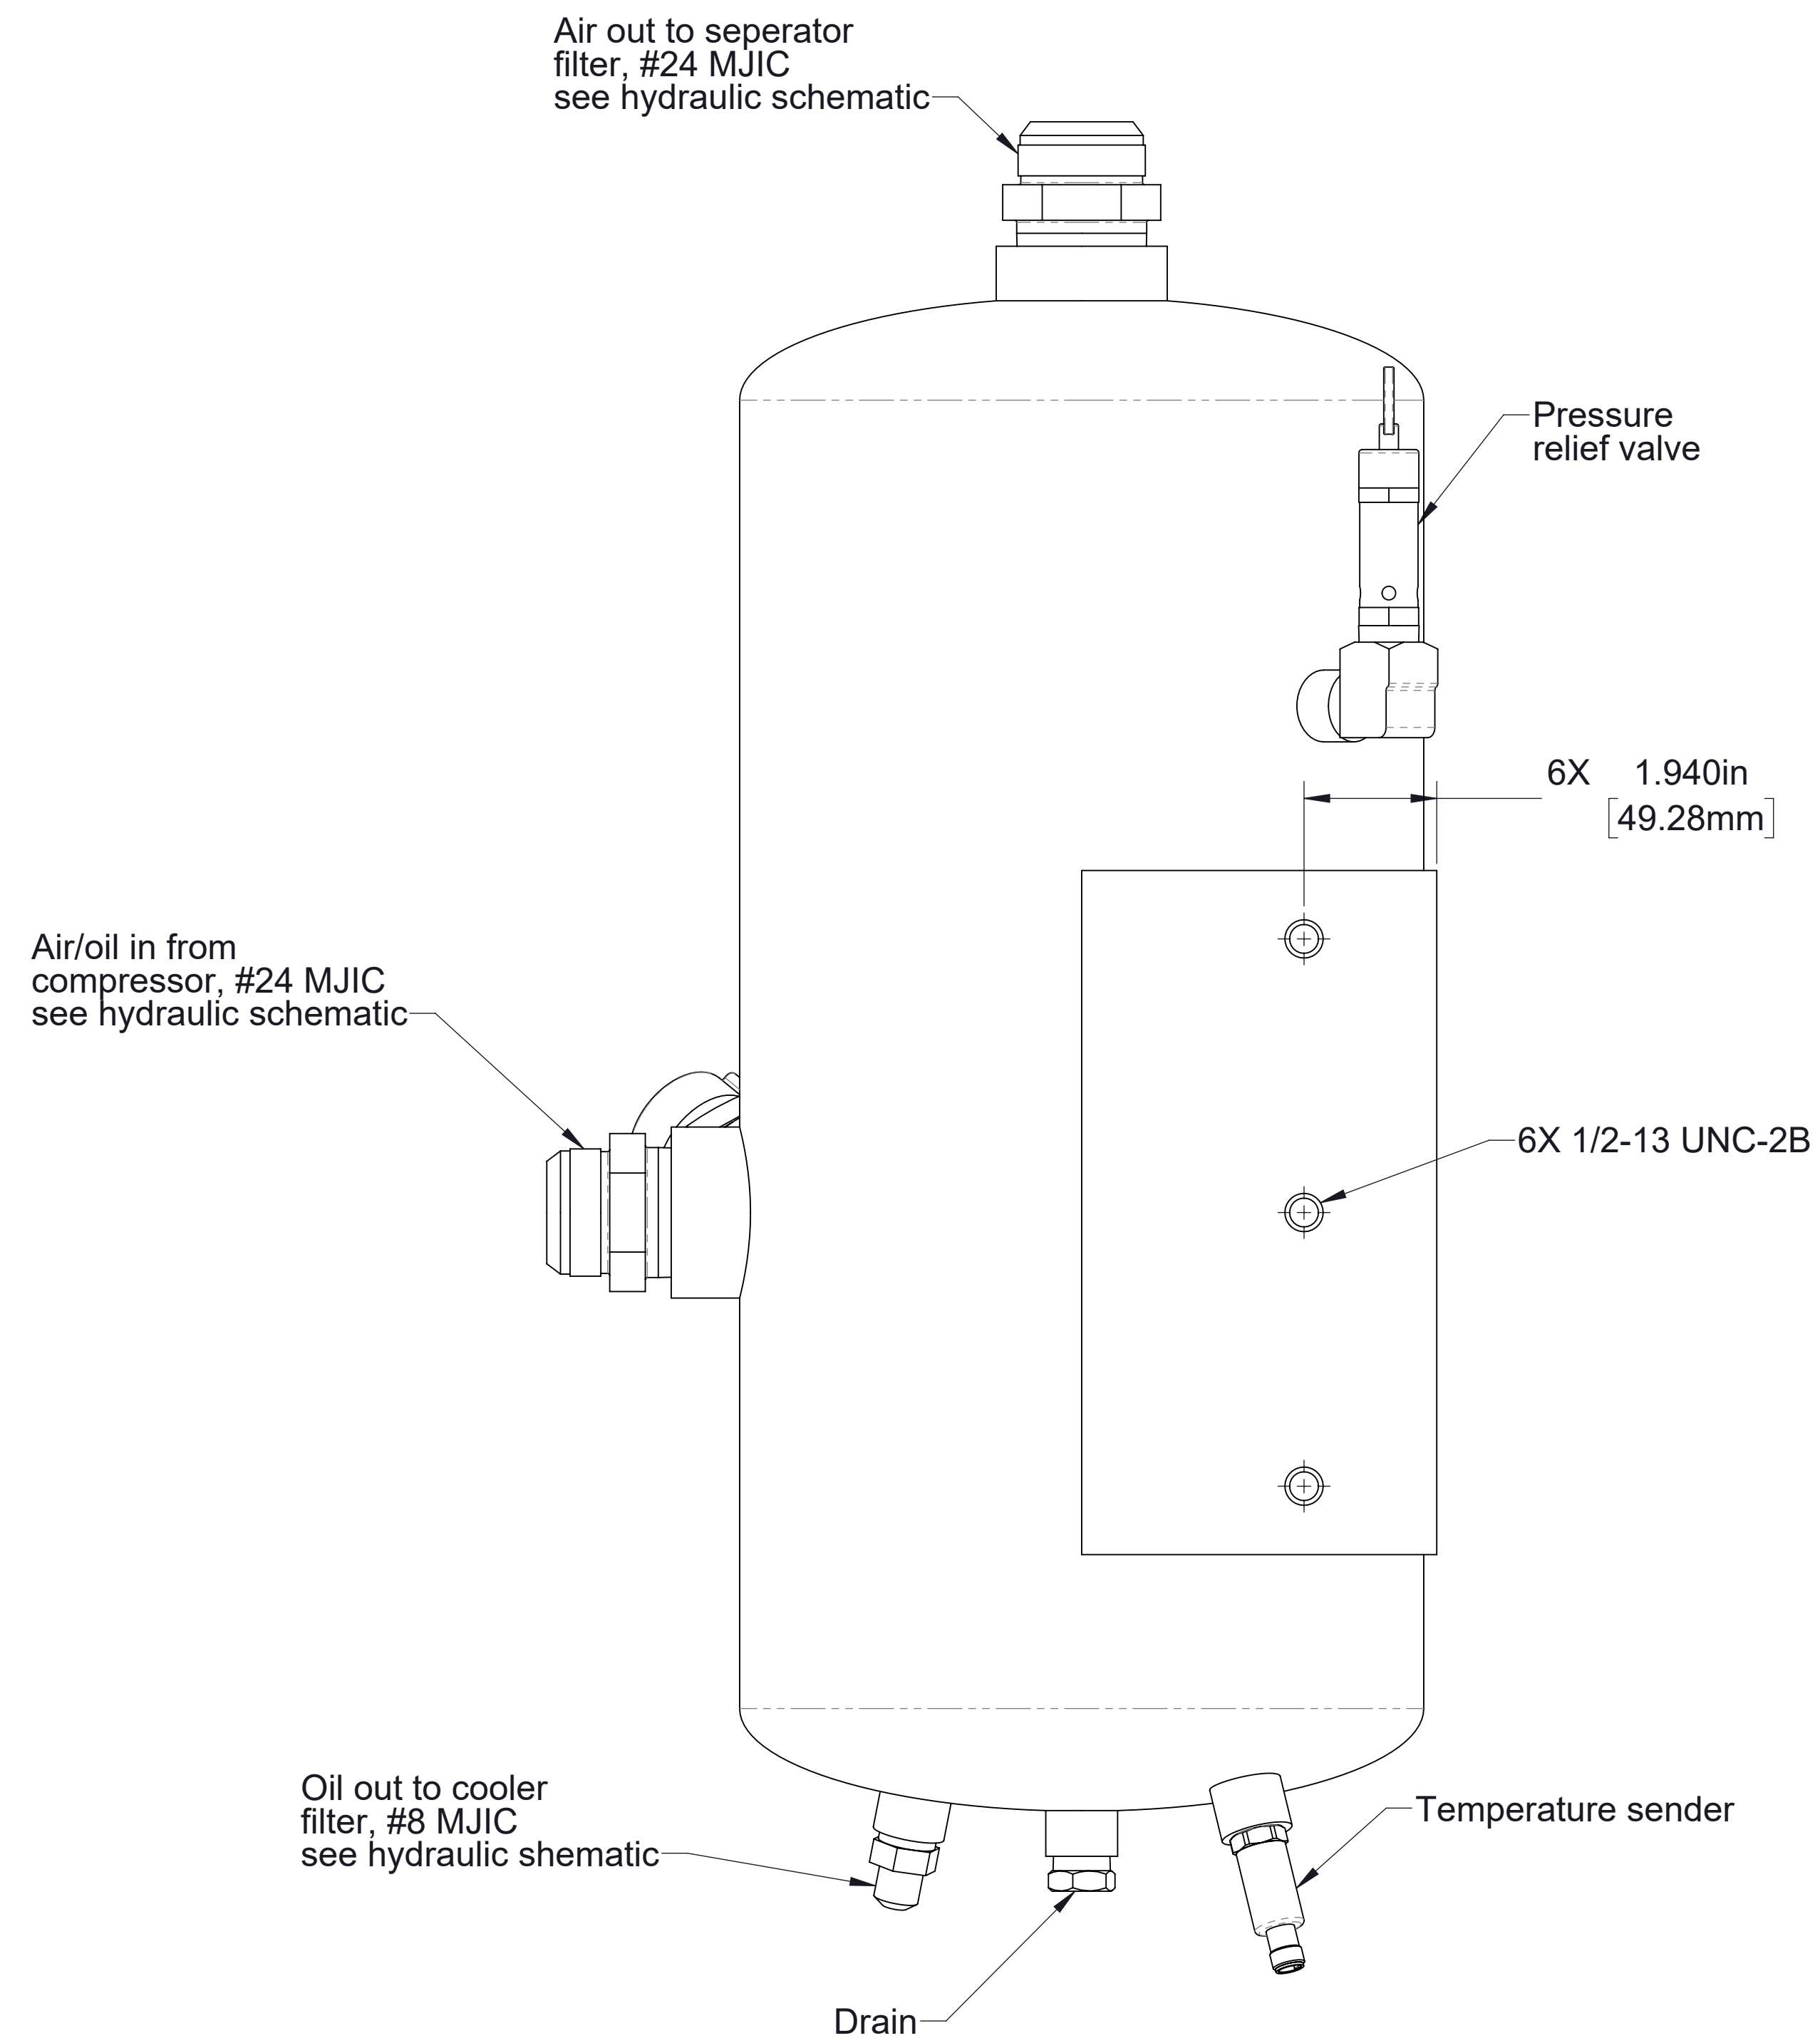 Air out to seperator
filter, #24 MJIC
see hydraulic schematic
Pressure
relief valve
6X 1.940in
[49.28mm]
Air/oil in from
compressor, #24 MJIC
see hydraulic schematic
6X 1/2-13 UNC-2B
Oil out to cooler
filter, #8 MJIC
see hydraulic shematic
Temperature sender
Drain